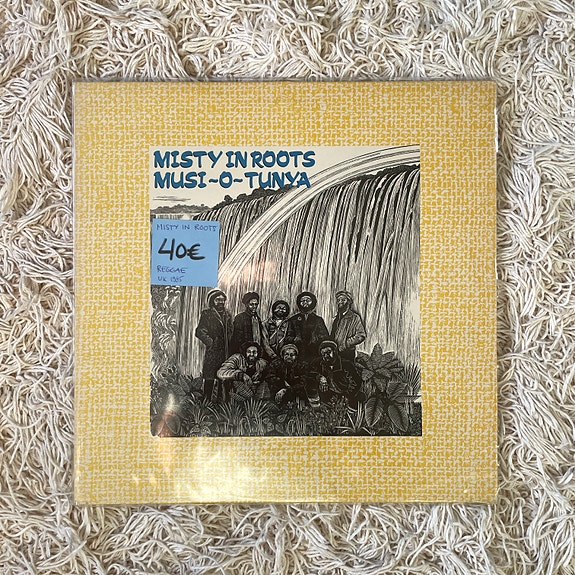 MISTY IN ROOTS
MUSI-O-TUNYA
MISTY IN ROOTS
40€
REGGAE
UK 1985